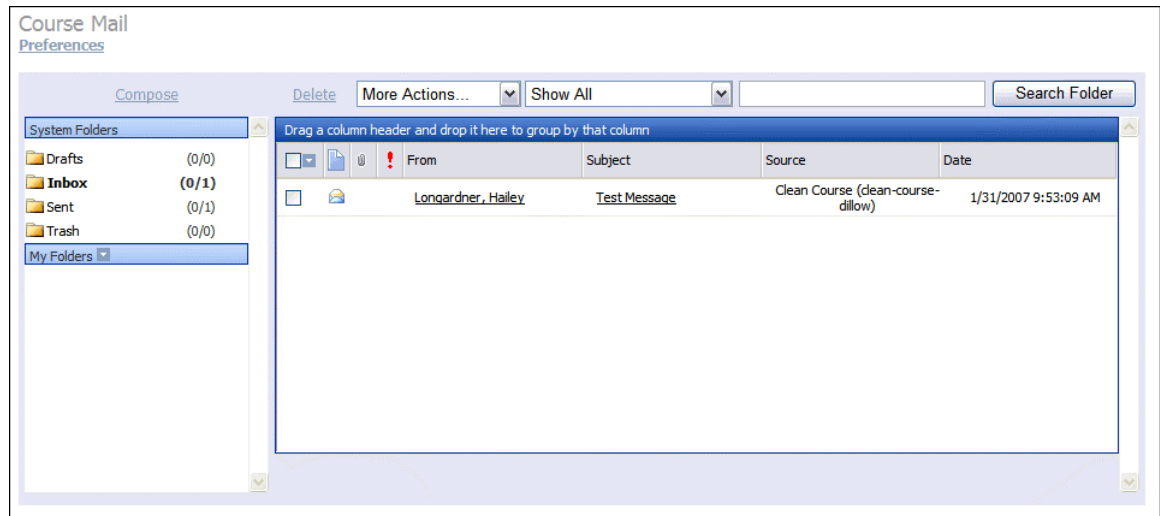 Course Mail
Preferences
Compose
Delete
More Actions...
Show All
Search Folder
System Folders
Drafts (0/0)
Inbox (0/1)
Sent (0/1)
Trash (0/0)
My Folders
Drag a column header and drop it here to group by that column
From Subject Source Date
Longardner, Hailey Test Message Clean Course (clean-course-
dillow) 1/31/2007 9:53:09 AM